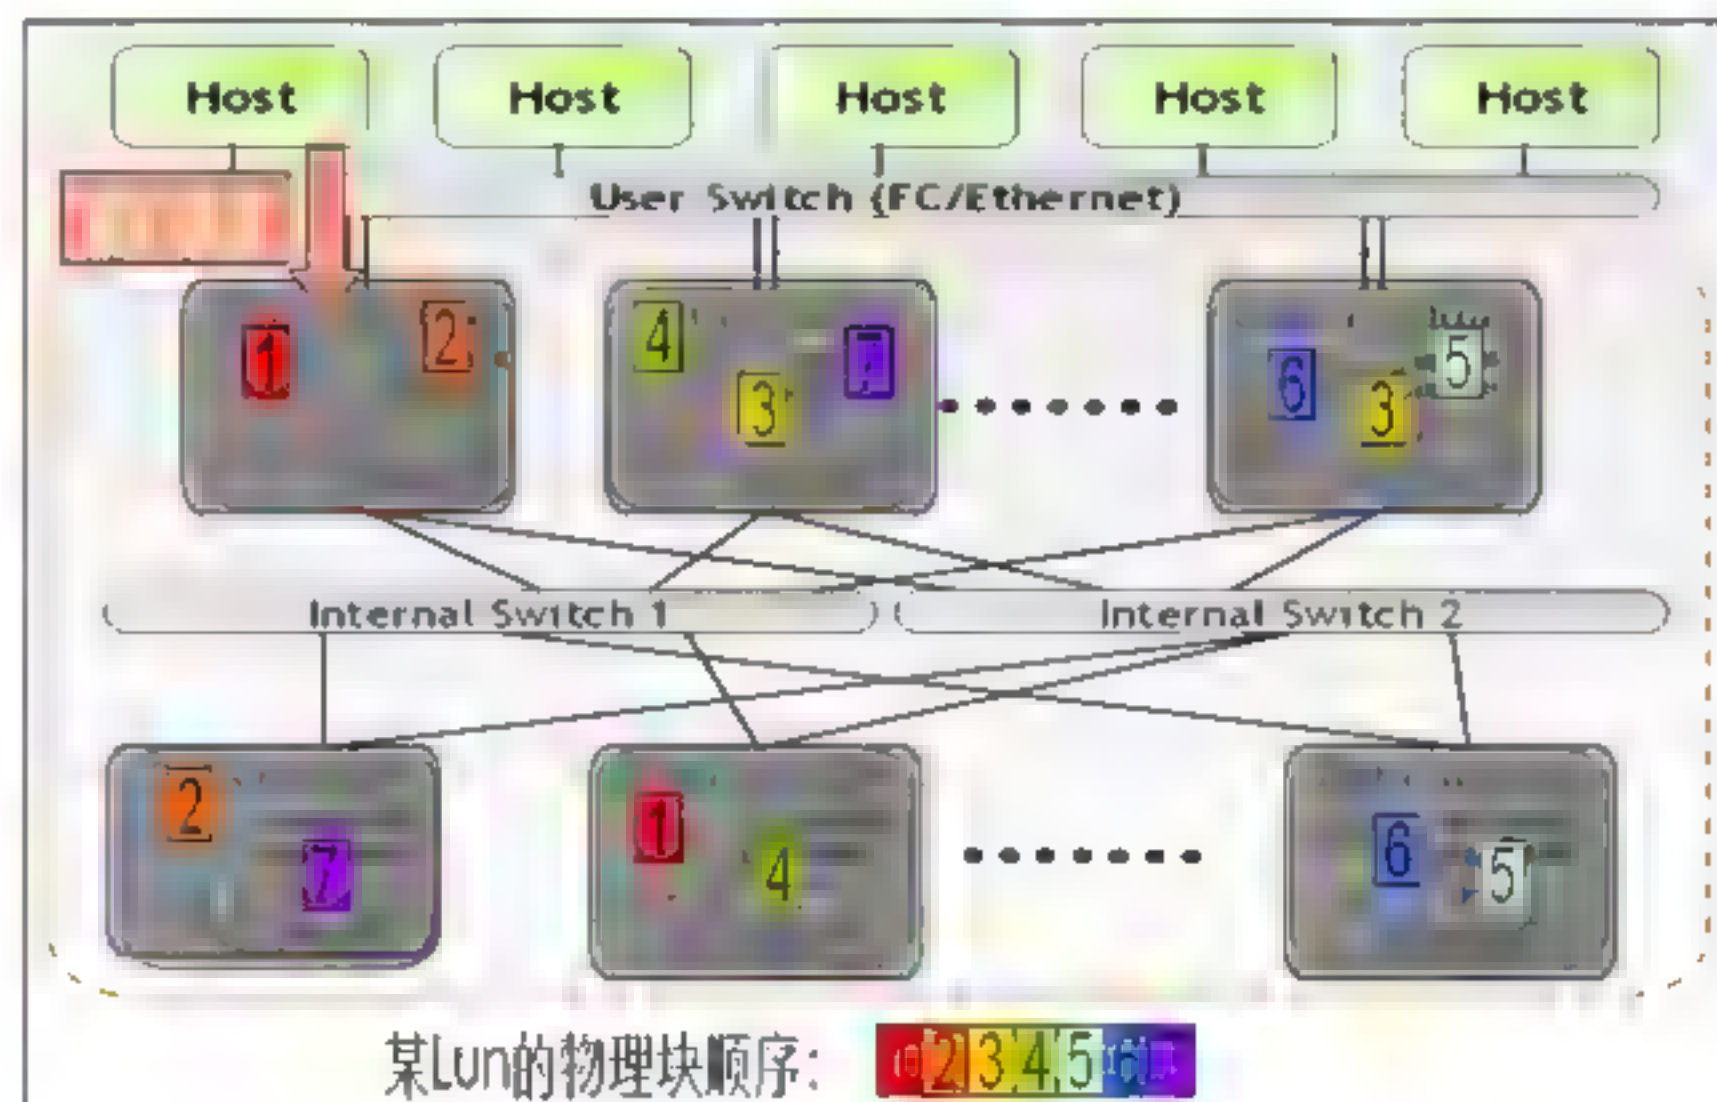 Host Host Host Host Host
User Switch (FC/Ethernet)
1 2 4 3 7 6 3 5
Internal Switch 1 Internal Switch 2
2 7 1 4 6 5
某Lun的物理块顺序: 2 3 4 5 6